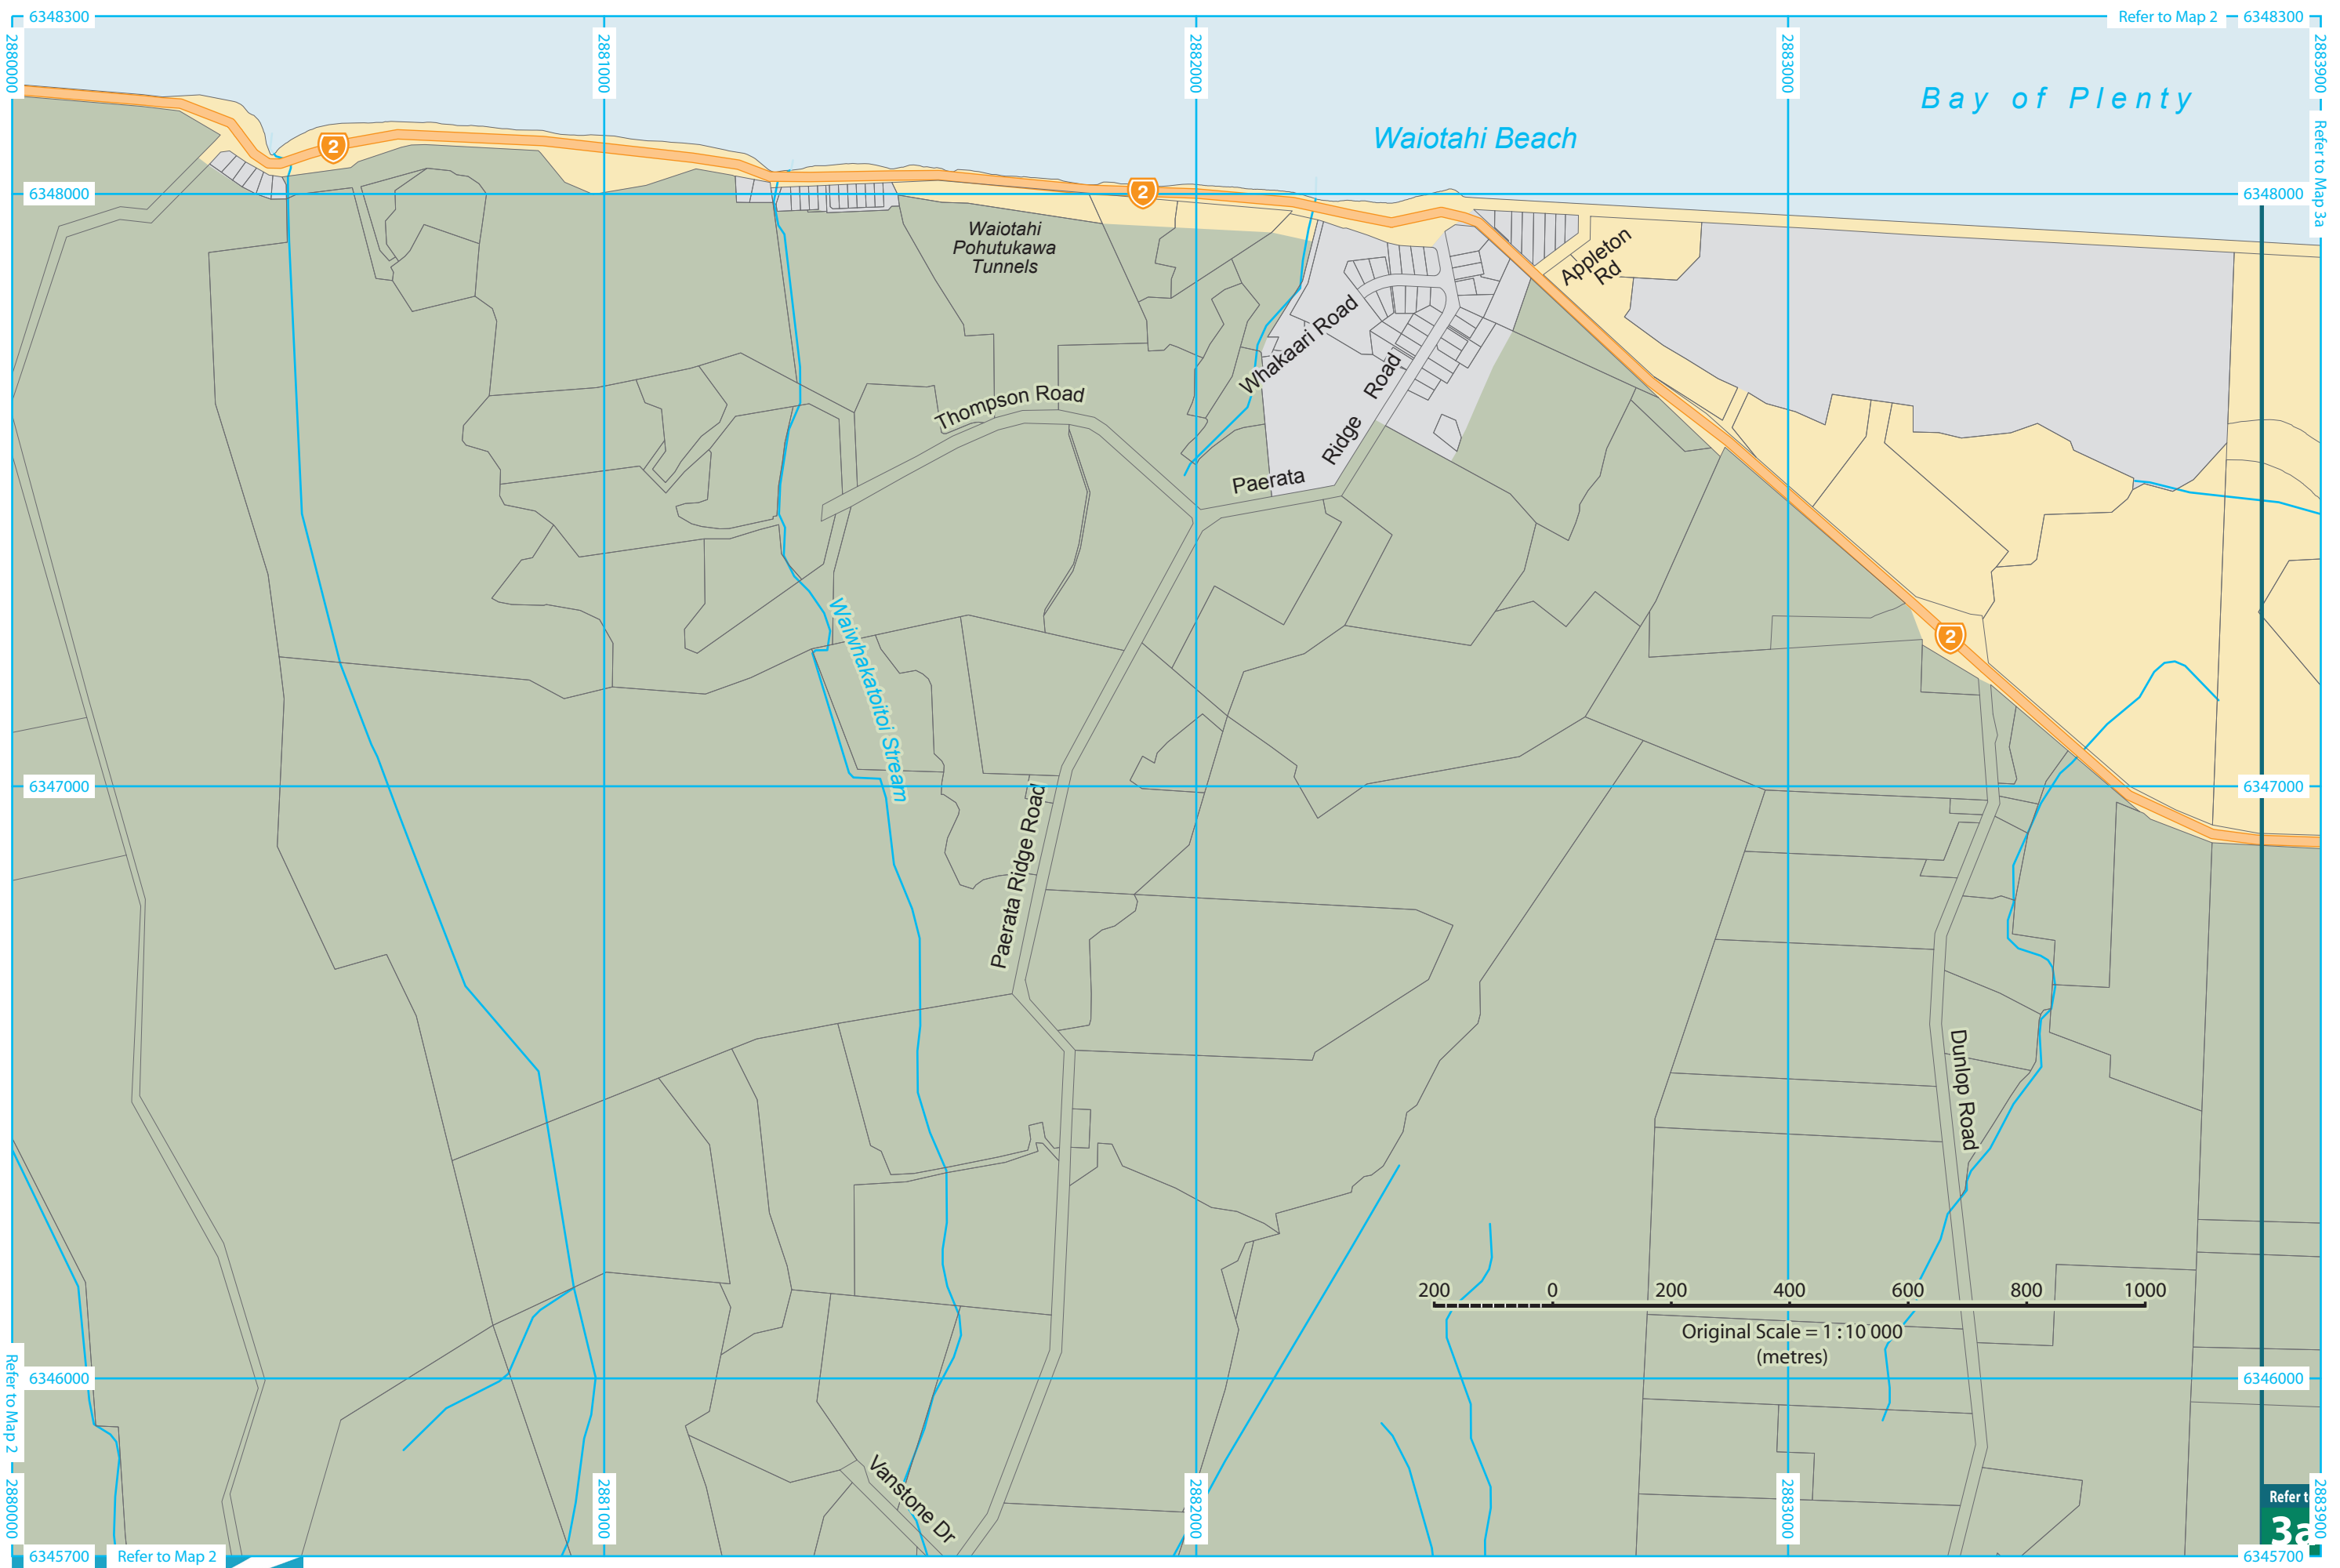 6348300
Refer to Map 2
6348300
2880000
2881000
2882000
2883000
2883900
Refer to Map 3a
Bay of Plenty
Waiotahi Beach
2
2
6348000
6348000
Waiotahi
Pohutukawa
Tunnels
Appleton
Rd
Whakaari Road
Thompson Road
Paerata
Ridge
Road
Waiwhakatoitoi Stream
2
6347000
6347000
Paerata Ridge Road
Dunlop Road
200
0
200
400
600
800
1000
Original Scale = 1 : 10 000
(metres)
6346000
6346000
Refer to Map 2
Vanstone Dr
2880000
2881000
2882000
2883000
2883900
Refer t
3a
6345700
Refer to Map 2
6345700